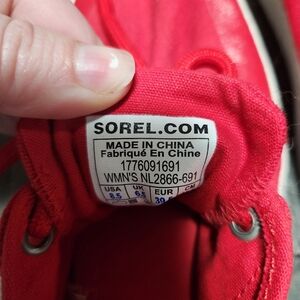 SOREL.COM
MADE IN CHINA
Fabriqué En Chine
1776091691
WMN'S NL2866-691
USA UK EUR CM
8.5 6.5